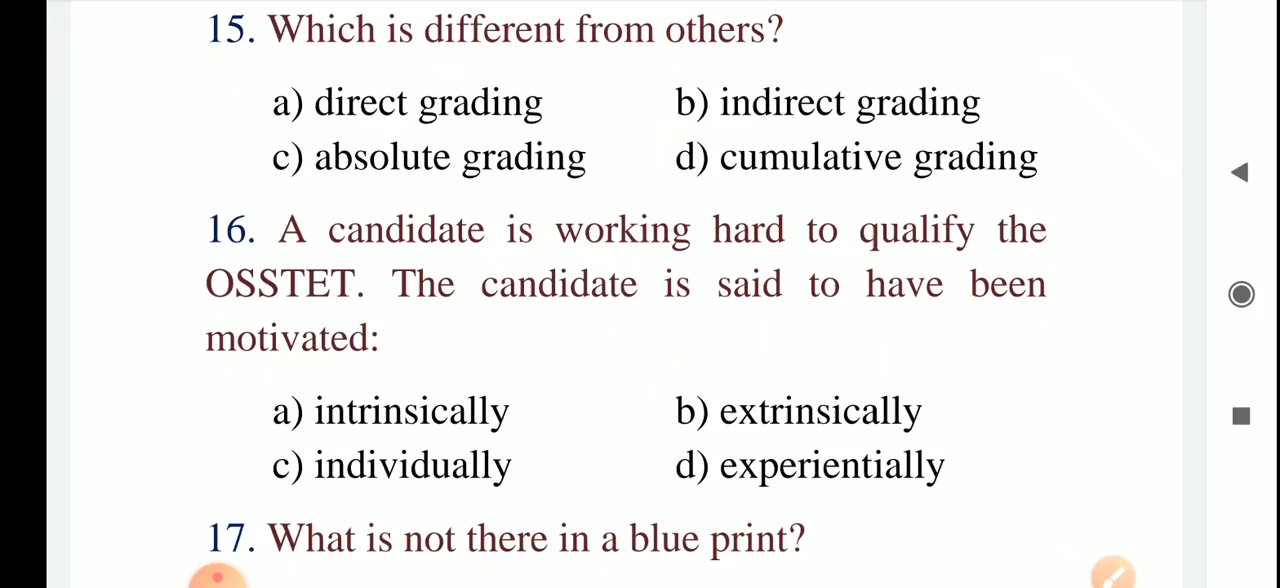 15. Which is different from others?
a) direct grading b) indirect grading
c) absolute grading d) cumulative grading
16. A candidate is working hard to qualify the
OSSTET. The candidate is said to have been
motivated:
a) intrinsically b) extrinsically
c) individually d) experientially
17. What is not there in a blue print?